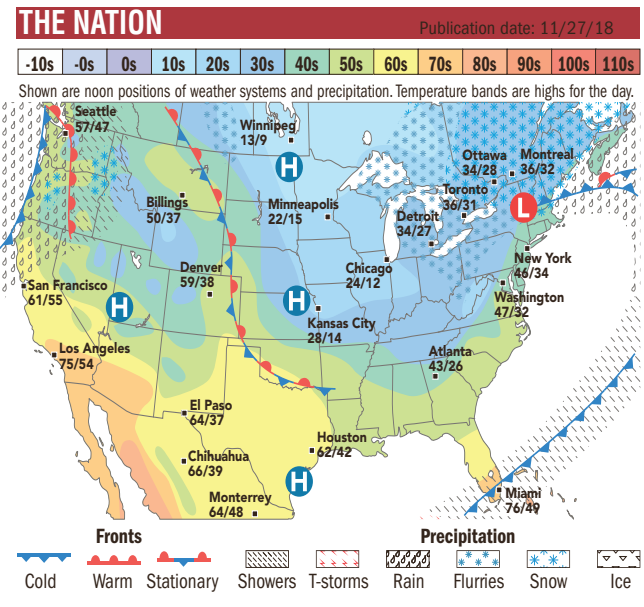 THE NATION
Publication date: 11/27/18
-10s -0s 0s 10s 20s 30s 40s 50s 60s 70s 80s 90s 100s 110s
Shown are noon positions of weather systems and precipitation. Temperature bands are highs for the day.
Seattle
57/47
Winnipeg
13/9
H
Ottawa
34/28
Montreal
36/32
Toronto
36/31
L
Billings
50/37
Minneapolis
22/15
Detroit
34/27
New York
46/34
Denver
59/38
Chicago
24/12
San Francisco
61/55
H
H
Kansas City
28/14
Washington
47/32
Los Angeles
75/54
Atlanta
43/26
El Paso
64/37
Houston
62/42
Chihuahua
66/39
H
Monterrey
64/48
Miami
76/49
Fronts
Precipitation
Cold Warm Stationary Showers T-storms Rain Flurries Snow Ice